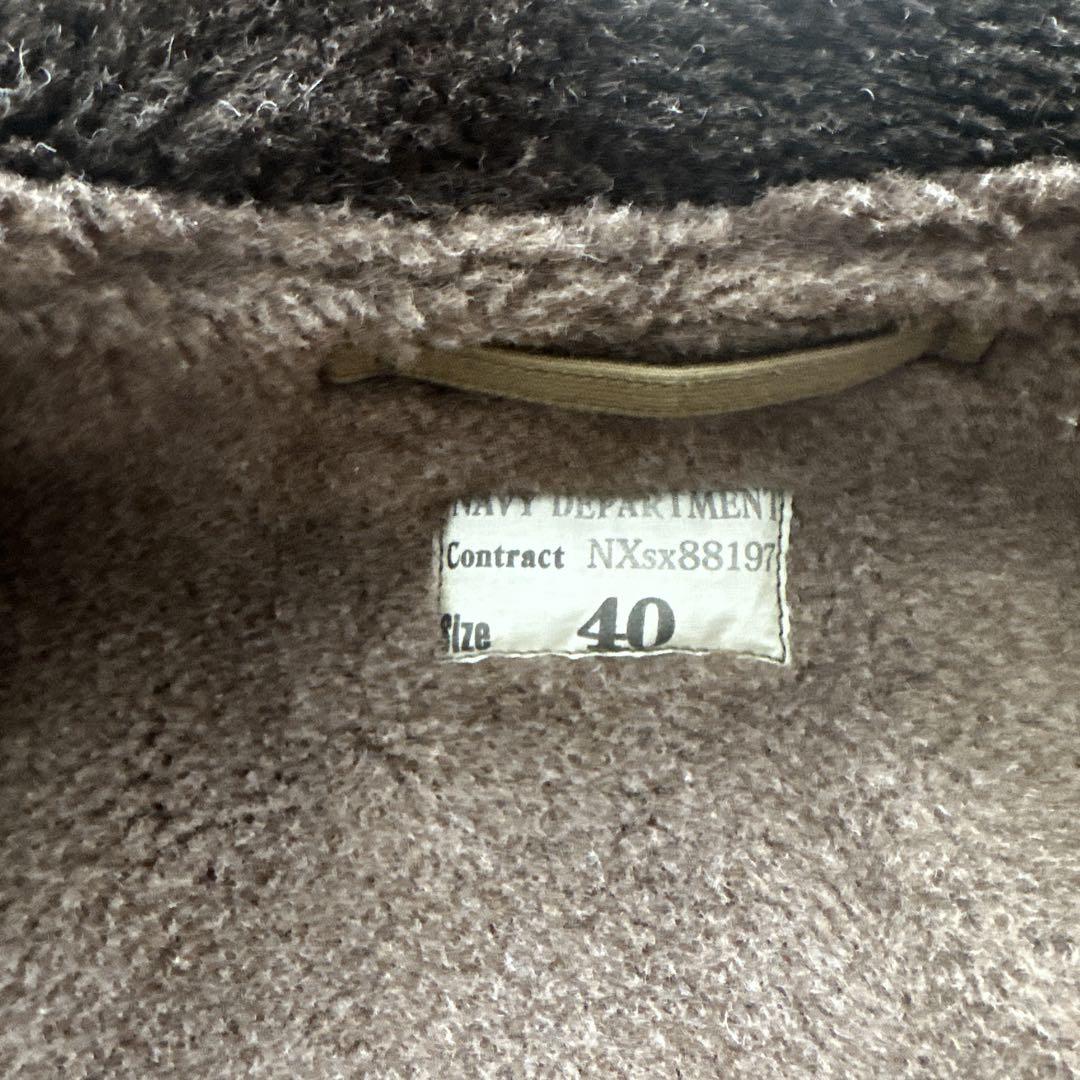 NAVY DEPARTMENT
Contract NXsx88197
Size 40